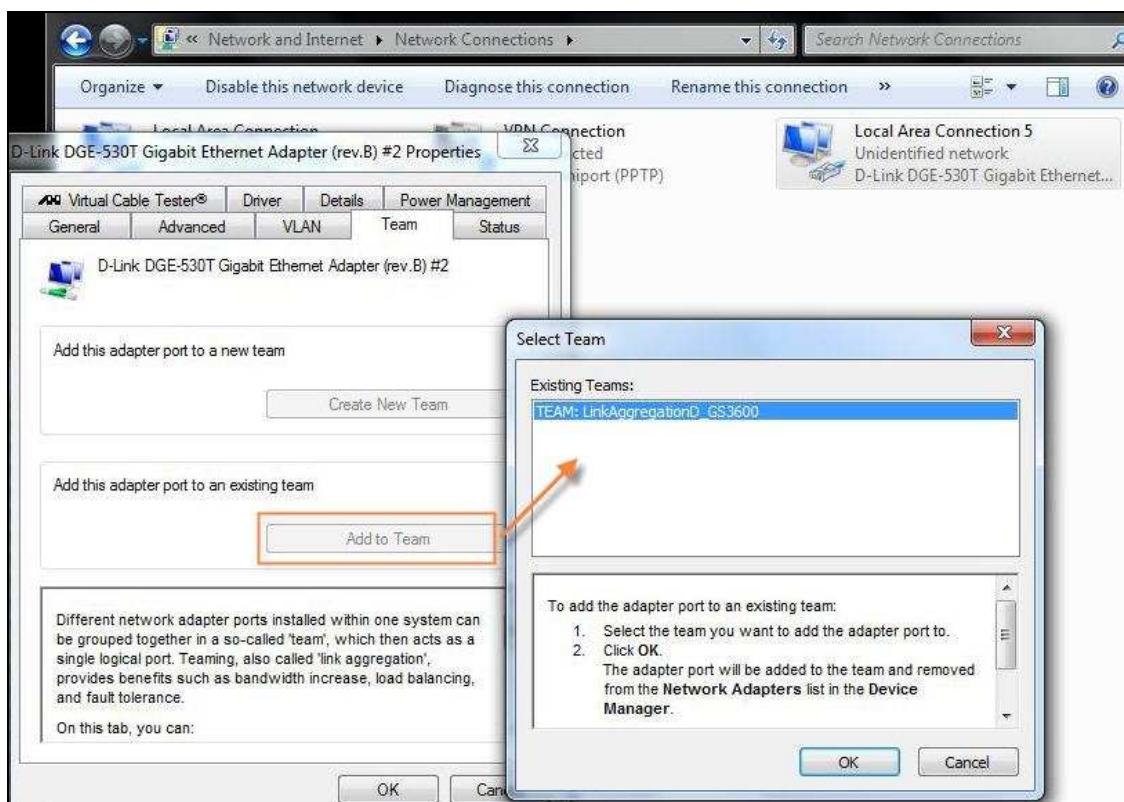 « Network and Internet ▸ Network Connections ▸
Search Network Connections
Organize ▾ Disable this network device Diagnose this connection Rename this connection »
Local Area Connection
VPN Connection
Local Area Connection 5
Unidentified network
(PPTP)
D-Link DGE-530T Gigabit Ethernet...
D-Link DGE-530T Gigabit Ethernet Adapter (rev.B) #2 Properties
Virtual Cable Tester® Driver Details Power Management
General Advanced VLAN Team Status
D-Link DGE-530T Gigabit Ethernet Adapter (rev.B) #2
Add this adapter port to a new team
Create New Team
Add this adapter port to an existing team
Add to Team
Different network adapter ports installed within one system can
be grouped together in a so-called 'team', which then acts as a
single logical port. Teaming, also called 'link aggregation',
provides benefits such as bandwidth increase, load balancing,
and fault tolerance.
On this tab, you can:
OK
Select Team
Existing Teams:
TEAM: LinkAggregationD_GS3600
To add the adapter port to an existing team:
1. Select the team you want to add the adapter port to.
2. Click OK.
The adapter port will be added to the team and removed
from the Network Adapters list in the Device
Manager.
OK Cancel